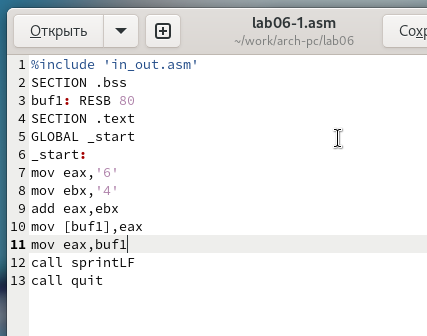 Открыть
lab06-1.asm
~/work/arch-pc/lab06
1 %include 'in_out.asm'
2 SECTION .bss
3 buf1: RESB 80
4 SECTION .text
5 GLOBAL _start
6 _start:
7 mov eax,'6'
8 mov ebx,'4'
9 add eax,ebx
10 mov [buf1],eax
11 mov eax,buf1
12 call sprintLF
13 call quit